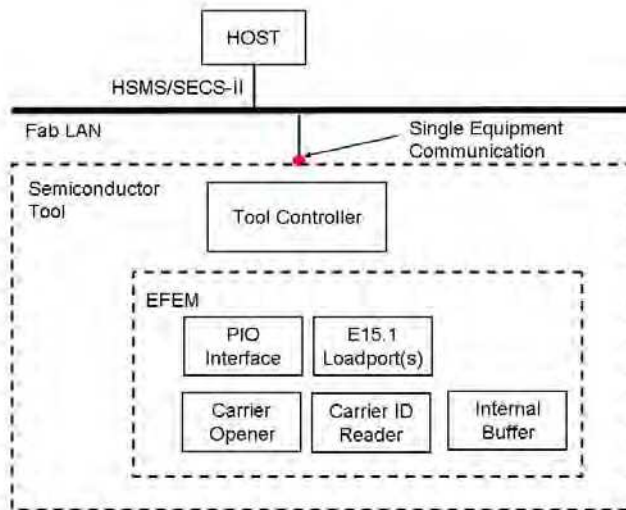 HOST
HSMS/SECS-II
Fab LAN
Single Equipment
Communication
Semiconductor
Tool
Tool Controller
EFEM
PIO
Interface
E15.1
Loadport(s)
Carrier
Opener
Carrier ID
Reader
Internal
Buffer